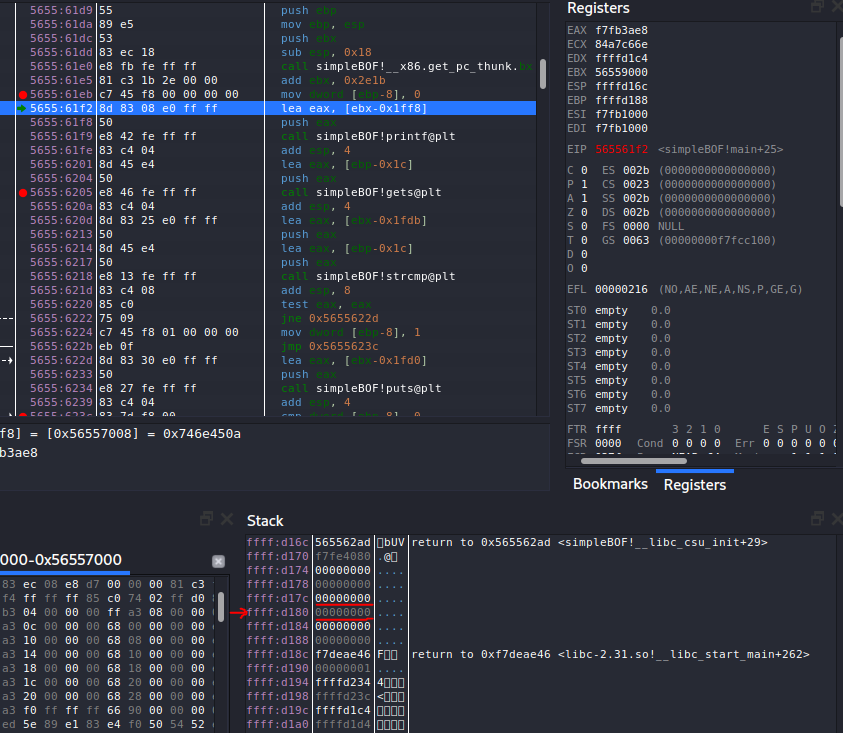 5655:61d9 55 push ebp
5655:61da 89 e5 mov ebp, esp
5655:61dc 53 push ebx
5655:61dd 83 ec 18 sub esp, 0x18
5655:61e0 e8 fb fe ff ff call simpleBOF!__x86.get_pc_thunk.bx
5655:61e5 81 c3 1b 2e 00 00 add ebx, 0x2e1b
5655:61eb c7 45 f8 00 00 00 00 mov dword [ebp-8], 0
5655:61f2 8d 83 08 e0 ff ff lea eax, [ebx-0x1ff8]
5655:61f8 50 push eax
5655:61f9 e8 42 fe ff ff call simpleBOF!printf@plt
5655:61fe 83 c4 04 add esp, 4
5655:6201 8d 45 e4 lea eax, [ebp-0x1c]
5655:6204 50 push eax
5655:6205 e8 46 fe ff ff call simpleBOF!gets@plt
5655:620a 83 c4 04 add esp, 4
5655:620d 8d 83 25 e0 ff ff lea eax, [ebx-0x1fdb]
5655:6213 50 push eax
5655:6214 8d 45 e4 lea eax, [ebp-0x1c]
5655:6217 50 push eax
5655:6218 e8 13 fe ff ff call simpleBOF!strcmp@plt
5655:621d 83 c4 08 add esp, 8
5655:6220 85 c0 test eax, eax
5655:6222 75 09 jne 0x5655622d
5655:6224 c7 45 f8 01 00 00 00 mov dword [ebp-8], 1
5655:622b eb 0f jmp 0x5655623c
5655:622d 8d 83 30 e0 ff ff lea eax, [ebx-0x1fd0]
5655:6233 50 push eax
5655:6234 e8 27 fe ff ff call simpleBOF!puts@plt
5655:6239 83 c4 04 add esp, 4
5655:623c 83 7d f8 00 cmp dword [ebp-8], 0
f8] = [0x56557008] = 0x746e450a
b3ae8
Registers
EAX f7fb3ae8
ECX 84a7c66e
EDX ffffd1c4
EBX 56559000
ESP ffffd16c
EBP ffffd188
ESI f7fb1000
EDI f7fb1000
EIP 565561f2 <simpleBOF!main+25>
C 0 ES 002b (0000000000000000)
P 1 CS 0023 (0000000000000000)
A 1 SS 002b (0000000000000000)
Z 0 DS 002b (0000000000000000)
S 0 FS 0000 NULL
T 0 GS 0063 (00000000f7fcc100)
D 0
O 0
EFL 00000216 (NO,AE,NE,A,NS,P,GE,G)
ST0 empty 0.0
ST1 empty 0.0
ST2 empty 0.0
ST3 empty 0.0
ST4 empty 0.0
ST5 empty 0.0
ST6 empty 0.0
ST7 empty 0.0
FTR ffff 3 2 1 0 E S P U O Z
FSR 0000 Cond 0 0 0 0 Err 0 0 0 0 0 0
Bookmarks Registers
000-0x56557000
83 ec 08 e8 d7 00 00 00 81 c3
f4 ff ff ff 85 c0 74 02 ff d0
b3 04 00 00 00 ff a3 08 00 00
a3 0c 00 00 00 68 00 00 00 00
a3 10 00 00 00 68 08 00 00 00
a3 14 00 00 00 68 10 00 00 00
a3 18 00 00 00 68 18 00 00 00
a3 1c 00 00 00 68 20 00 00 00
a3 20 00 00 00 68 28 00 00 00
a3 f0 ff ff ff 66 90 00 00 00
ed 5e 89 e1 83 e4 f0 50 54 52
Stack
ffff:d16c 565562ad bUV return to 0x565562ad <simpleBOF!__libc_csu_init+29>
ffff:d170 f7fe4080 .@
ffff:d174 00000000 ....
ffff:d178 00000000 ....
ffff:d17c 00000000 ....
ffff:d180 00000000 ....
ffff:d184 00000000 ....
ffff:d188 00000000 ....
ffff:d18c f7deae46 F return to 0xf7deae46 <libc-2.31.so!__libc_start_main+262>
ffff:d190 00000001 ....
ffff:d194 ffffd234 4
ffff:d198 ffffd23c <
ffff:d19c ffffd1c4
ffff:d1a0 ffffd1d4